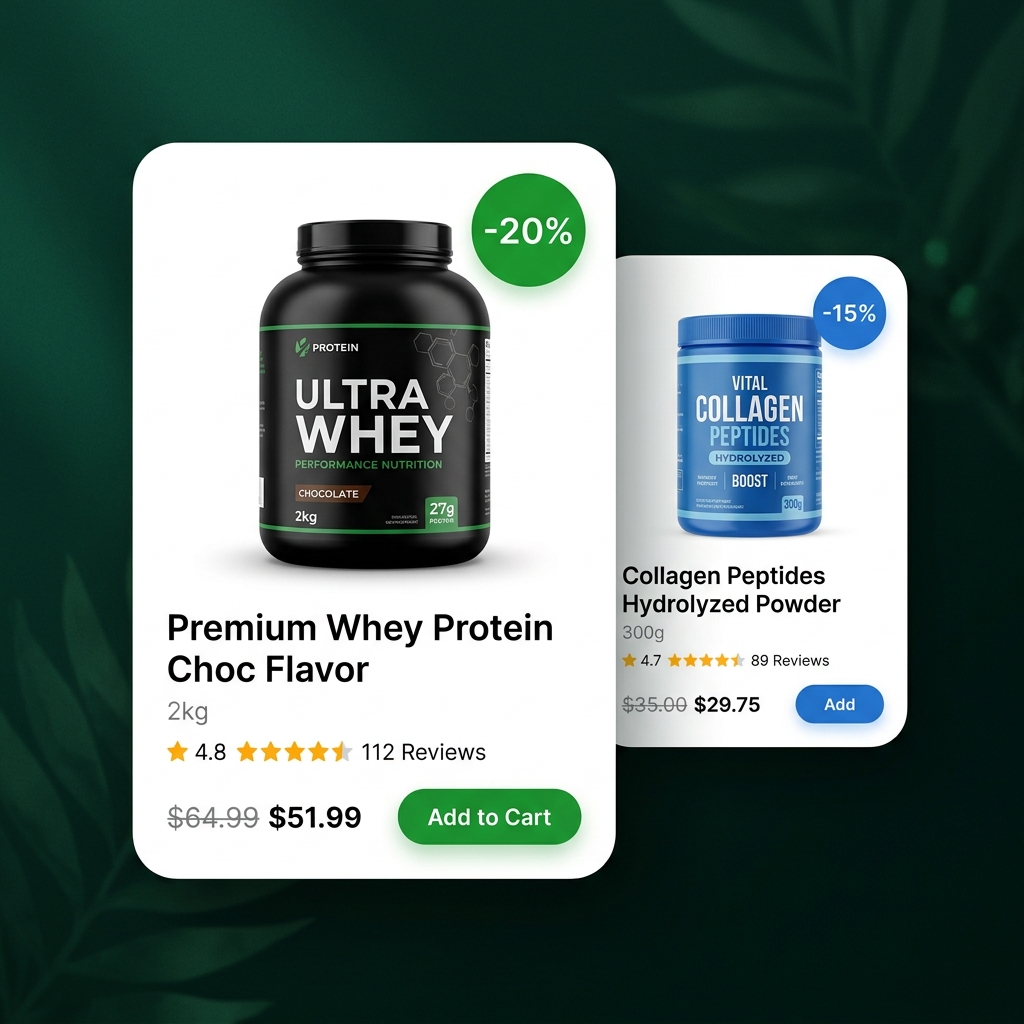 -20%
PROTEIN
ULTRA
WHEY
PERFORMANCE NUTRITION
CHOCOLATE
2kg
27g
Premium Whey Protein
Choc Flavor
2kg
4.8 112 Reviews
$64.99 $51.99 Add to Cart
-15%
VITAL
COLLAGEN
PEPTIDES
HYDROLYZED
BOOST
300g
Collagen Peptides
Hydrolyzed Powder
300g
4.7 89 Reviews
$35.00 $29.75 Add